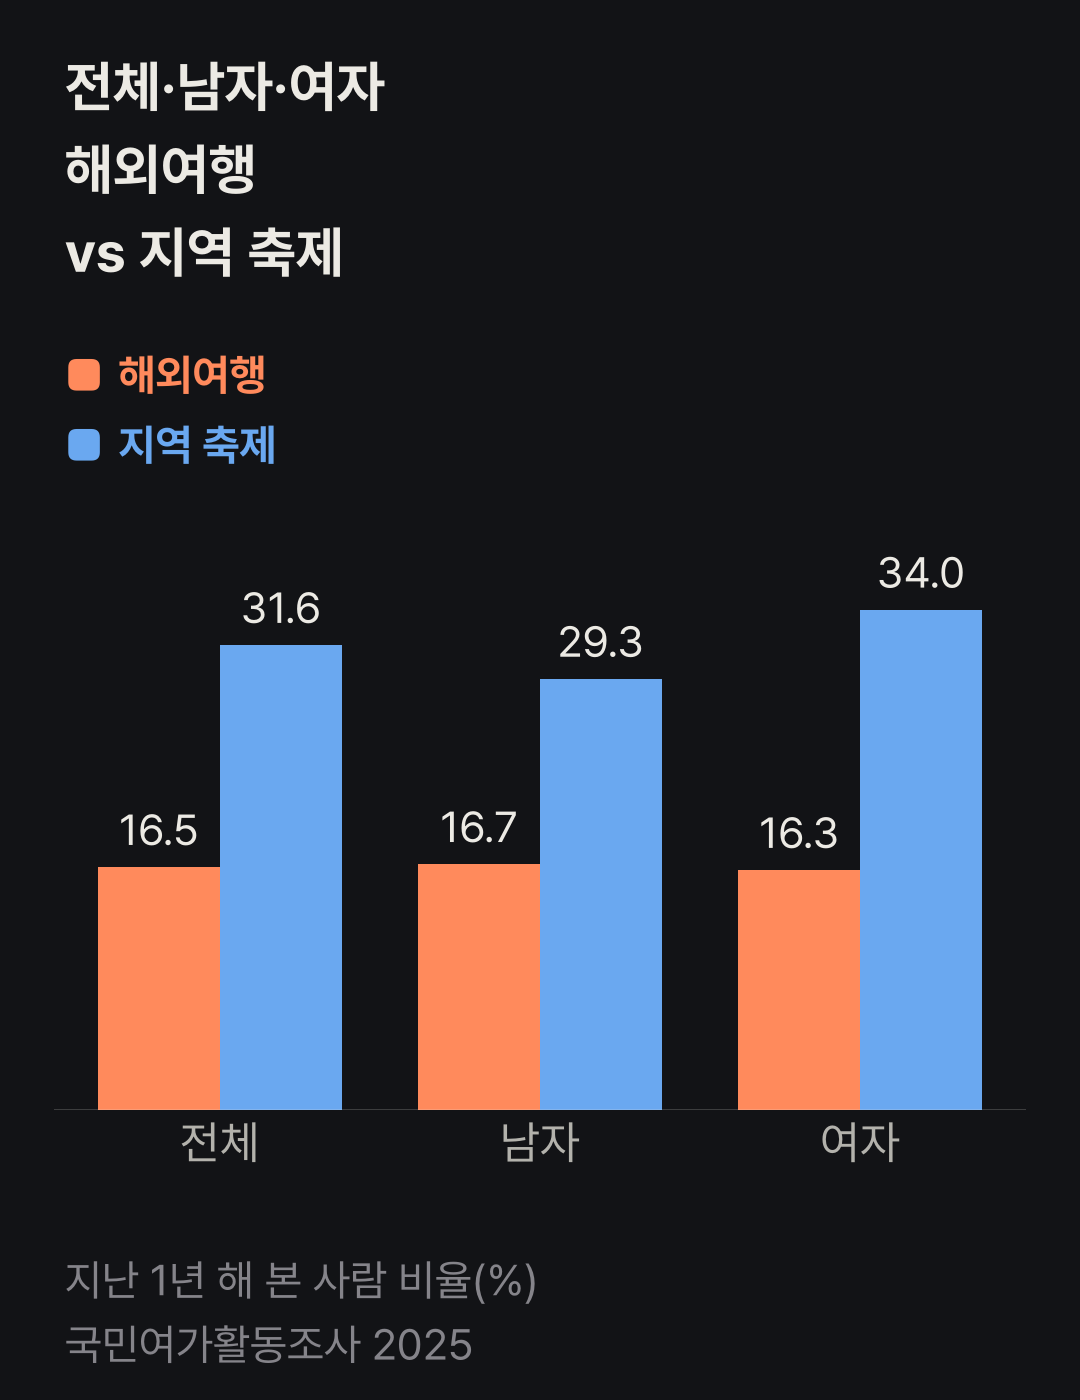 전체·남자·여자
해외여행
vs 지역 축제
해외여행
지역 축제
16.5
31.6
16.7
29.3
16.3
34.0
전체
남자
여자
지난 1년 해 본 사람 비율(%)
국민여가활동조사 2025